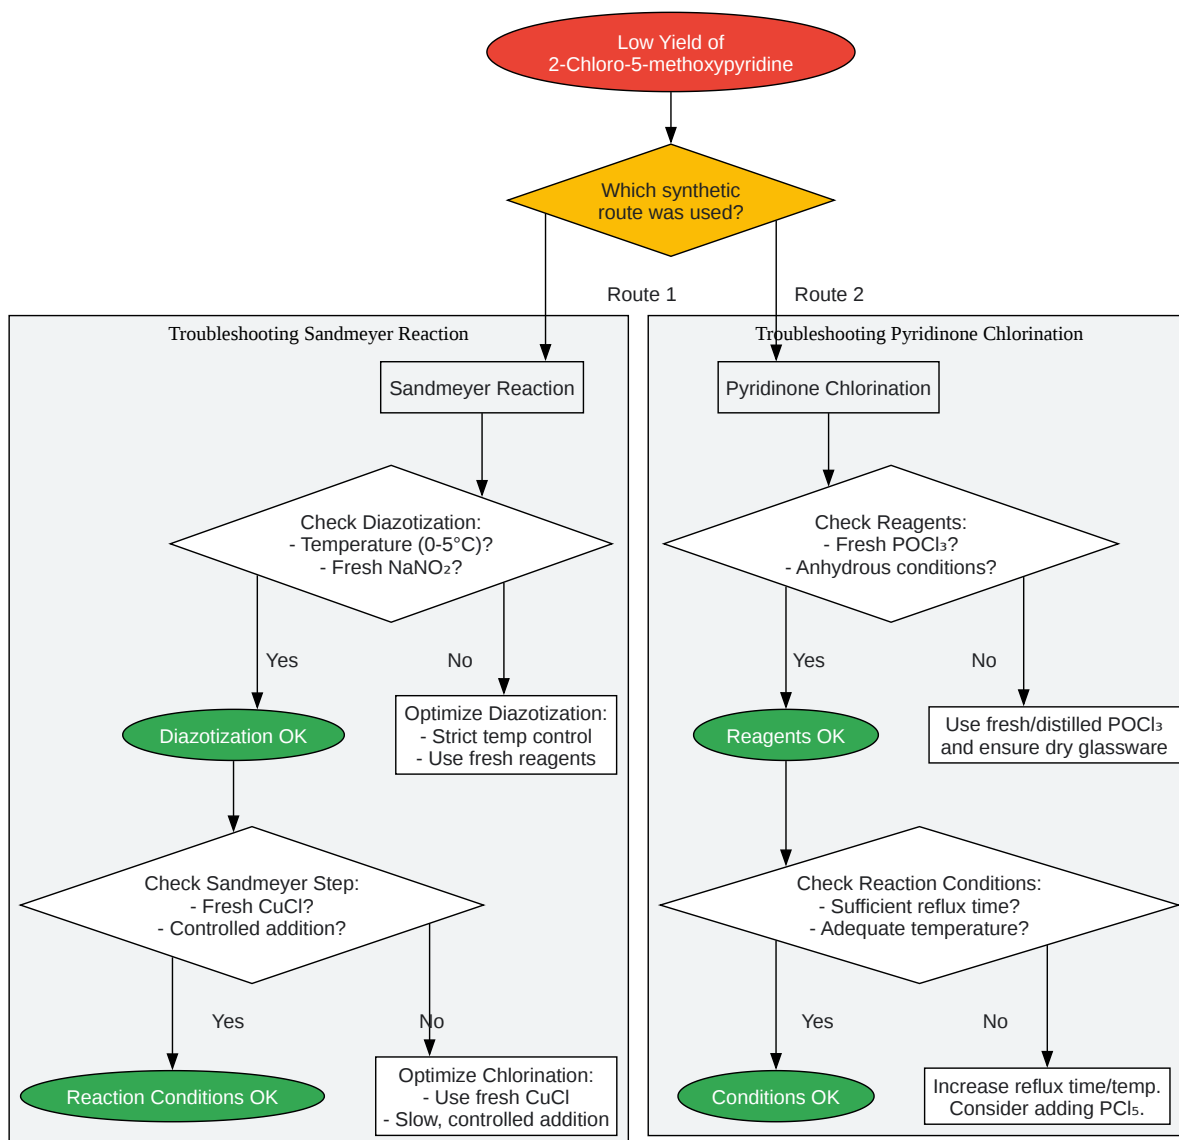 Low Yield of
2-Chloro-5-methoxypyridine
Which synthetic
route was used?
Route 1
Route 2
Troubleshooting Sandmeyer Reaction
Sandmeyer Reaction
Check Diazotization:
- Temperature (0-5°C)?
- Fresh NaNO₂?
Yes
No
Diazotization OK
Optimize Diazotization:
- Strict temp control
- Use fresh reagents
Check Sandmeyer Step:
- Fresh CuCl?
- Controlled addition?
Yes
No
Reaction Conditions OK
Optimize Chlorination:
- Use fresh CuCl
- Slow, controlled addition
Troubleshooting Pyridinone Chlorination
Pyridinone Chlorination
Check Reagents:
- Fresh POCl₃?
- Anhydrous conditions?
Yes
No
Reagents OK
Use fresh/distilled POCl₃
and ensure dry glassware
Check Reaction Conditions:
- Sufficient reflux time?
- Adequate temperature?
Yes
No
Conditions OK
Increase reflux time/temp.
Consider adding PCl₅.